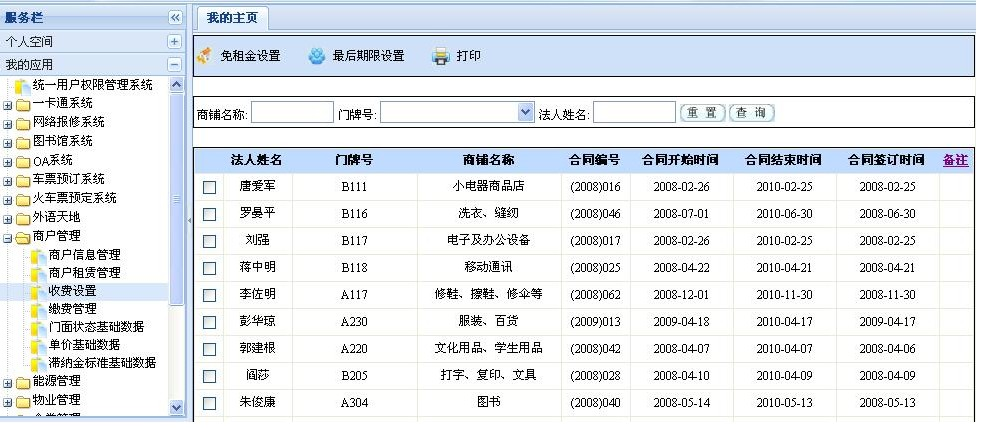 服务栏
个人空间
我的应用
统一用户权限管理系统
一卡通系统
网络报修系统
图书馆系统
OA系统
车票预订系统
火车票预定系统
外语天地
商户管理
商户信息管理
商户租赁管理
收费设置
缴费管理
门面状态基础数据
单价基础数据
滞纳金标准基础数据
能源管理
物业管理
我的主页
免租金设置 最后期限设置 打印
商铺名称: 门牌号: 法人姓名: 重置 查询
法人姓名 门牌号 商铺名称 合同编号 合同开始时间 合同结束时间 合同签订时间 备注
唐爱军 B111 小电器商品店 (2008)016 2008-02-26 2010-02-25 2008-02-25
罗晏平 B116 洗衣、缝纫 (2008)046 2008-07-01 2010-06-30 2008-06-30
刘强 B117 电子及办公设备 (2008)017 2008-02-26 2010-02-25 2008-02-25
蒋中明 B118 移动通讯 (2008)025 2008-04-22 2010-04-21 2008-04-21
李佐明 A117 修鞋、擦鞋、修伞等 (2008)062 2008-12-01 2010-11-30 2008-11-30
彭华琼 A230 服装、百货 (2009)013 2009-04-18 2010-04-17 2009-04-17
郭建根 A220 文化用品、学生用品 (2008)042 2008-04-07 2010-04-07 2008-04-06
阎莎 B205 打字、复印、文具 (2008)028 2008-04-10 2010-04-09 2008-04-09
朱俊康 A304 图书 (2008)040 2008-05-14 2010-05-13 2008-05-13